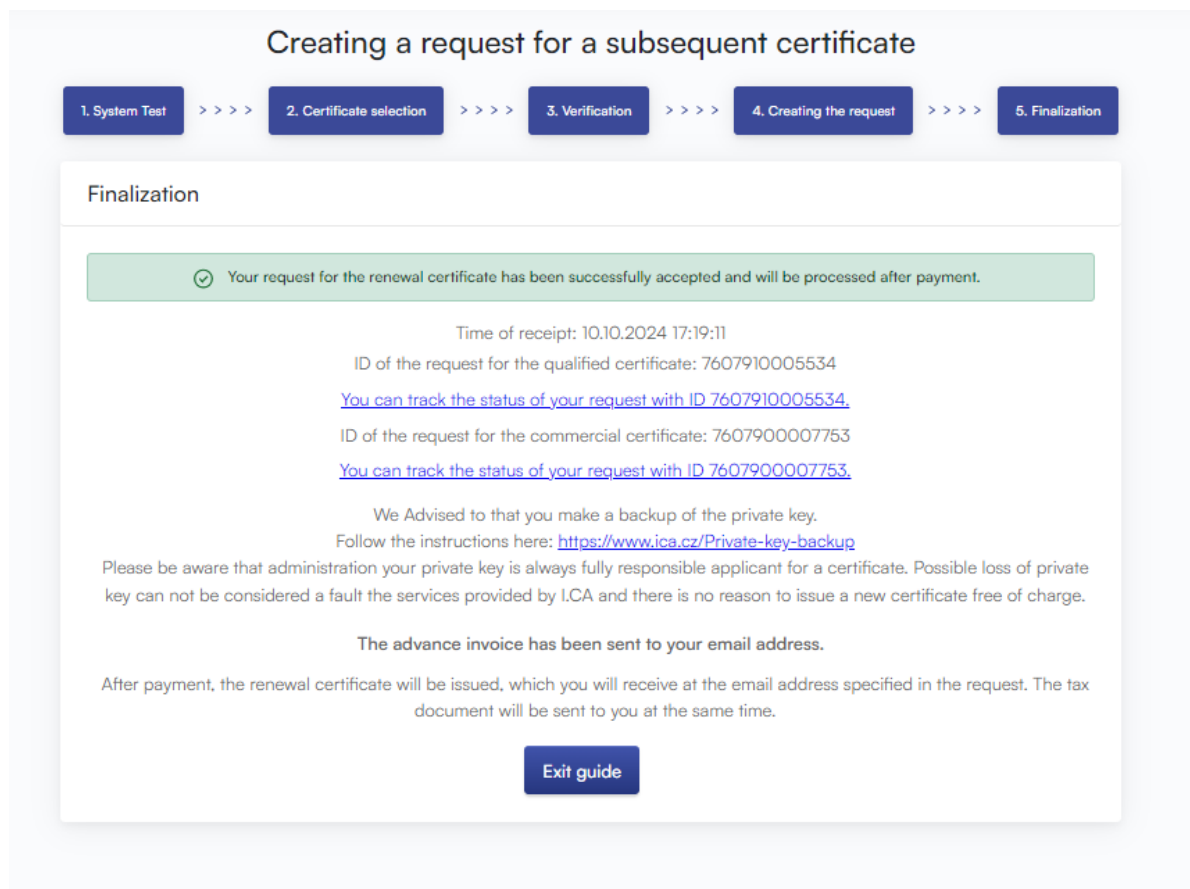 Creating a request for a subsequent certificate
1. System Test > > > > 2. Certificate selection > > > > 3. Verification > > > > 4. Creating the request > > > > 5. Finalization
Finalization
Your request for the renewal certificate has been successfully accepted and will be processed after payment.
Time of receipt: 10.10.2024 17:19:11
ID of the request for the qualified certificate: 7607910005534
You can track the status of your request with ID 7607910005534.
ID of the request for the commercial certificate: 7607900007753
You can track the status of your request with ID 7607900007753.
We Advised to that you make a backup of the private key.
Follow the instructions here: https://www.ica.cz/Private-key-backup
Please be aware that administration your private key is always fully responsible applicant for a certificate. Possible loss of private
key can not be considered a fault the services provided by I.CA and there is no reason to issue a new certificate free of charge.
The advance invoice has been sent to your email address.
After payment, the renewal certificate will be issued, which you will receive at the email address specified in the request. The tax
document will be sent to you at the same time.
Exit guide